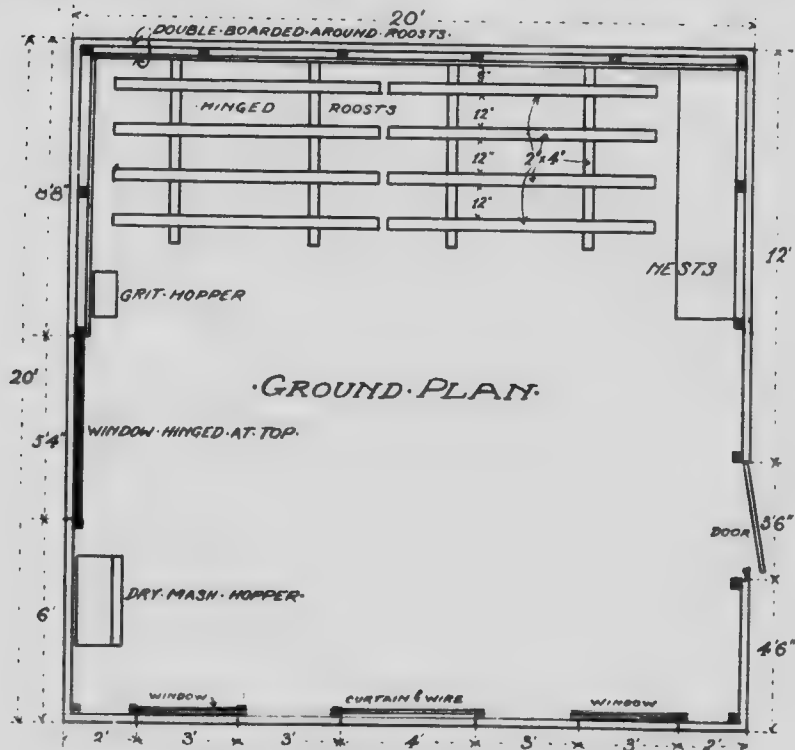 20'
DOUBLE·BOARDED·AROUND·ROOSTS·
·HINGED ROOSTS
12"
12" 2"x4"
12"
8'8"
12'
NESTS
GRIT·HOPPER
·GROUND·PLAN·
20'
WINDOW·HINGED·AT·TOP·
5'4"
DOOR
3'6"
DRY·MASH·HOPPER·
6'
4'6"
WINDOW CURTAIN & WIRE WINDOW
2' 3' 3' 4' 3' 3' 2'